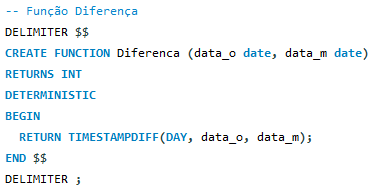 -- Função Diferença
DELIMITER $$
CREATE FUNCTION Diferenca (data_o date, data_m date)
RETURNS INT
DETERMINISTIC
BEGIN
  RETURN TIMESTAMPDIFF(DAY, data_o, data_m);
END $$
DELIMITER ;